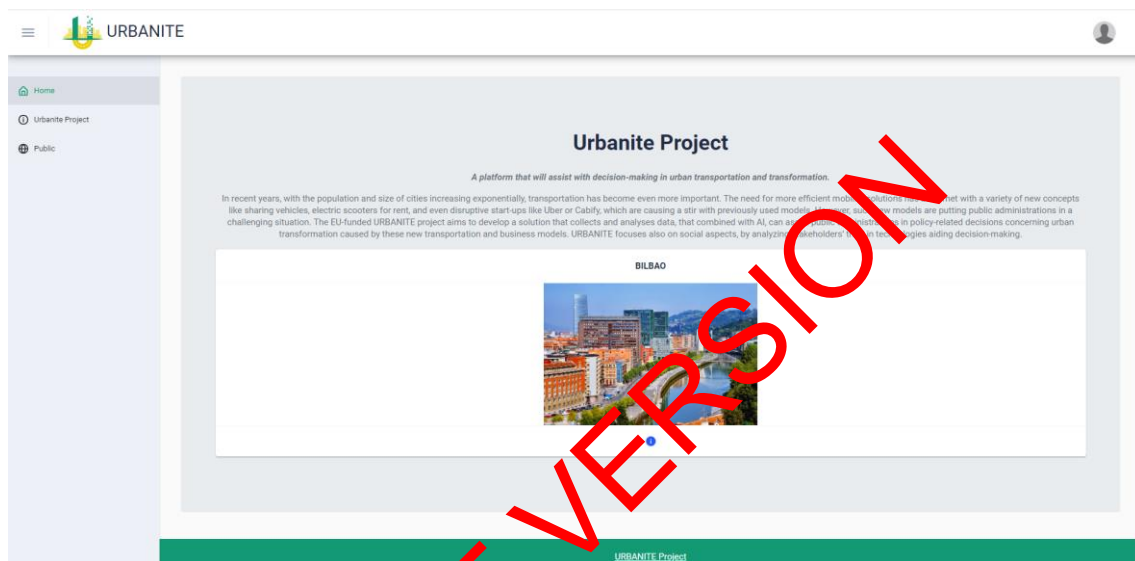 URBANITE
Home
Urbanite Project
Public
Urbanite Project
A platform that will assist with decision-making in urban transportation and transformation.
In recent years, with the population and size of cities increasing exponentially, transportation has become even more important. The need for more efficient mobility solutions has met with a variety of new concepts
like sharing vehicles, electric scooters for rent, and even disruptive start-ups like Uber or Cabify, which are causing a stir with previously used models. However, such new models are putting public administrations in a
challenging situation. The EU-funded URBANITE project aims to develop a solution that collects and analyses data, that combined with AI, can assist public administrations in policy-related decisions concerning urban
transformation caused by these new transportation and business models. URBANITE focuses also on social aspects, by analyzing stakeholders' trust in technologies aiding decision-making.
BILBAO
VERSION
URBANITE Project